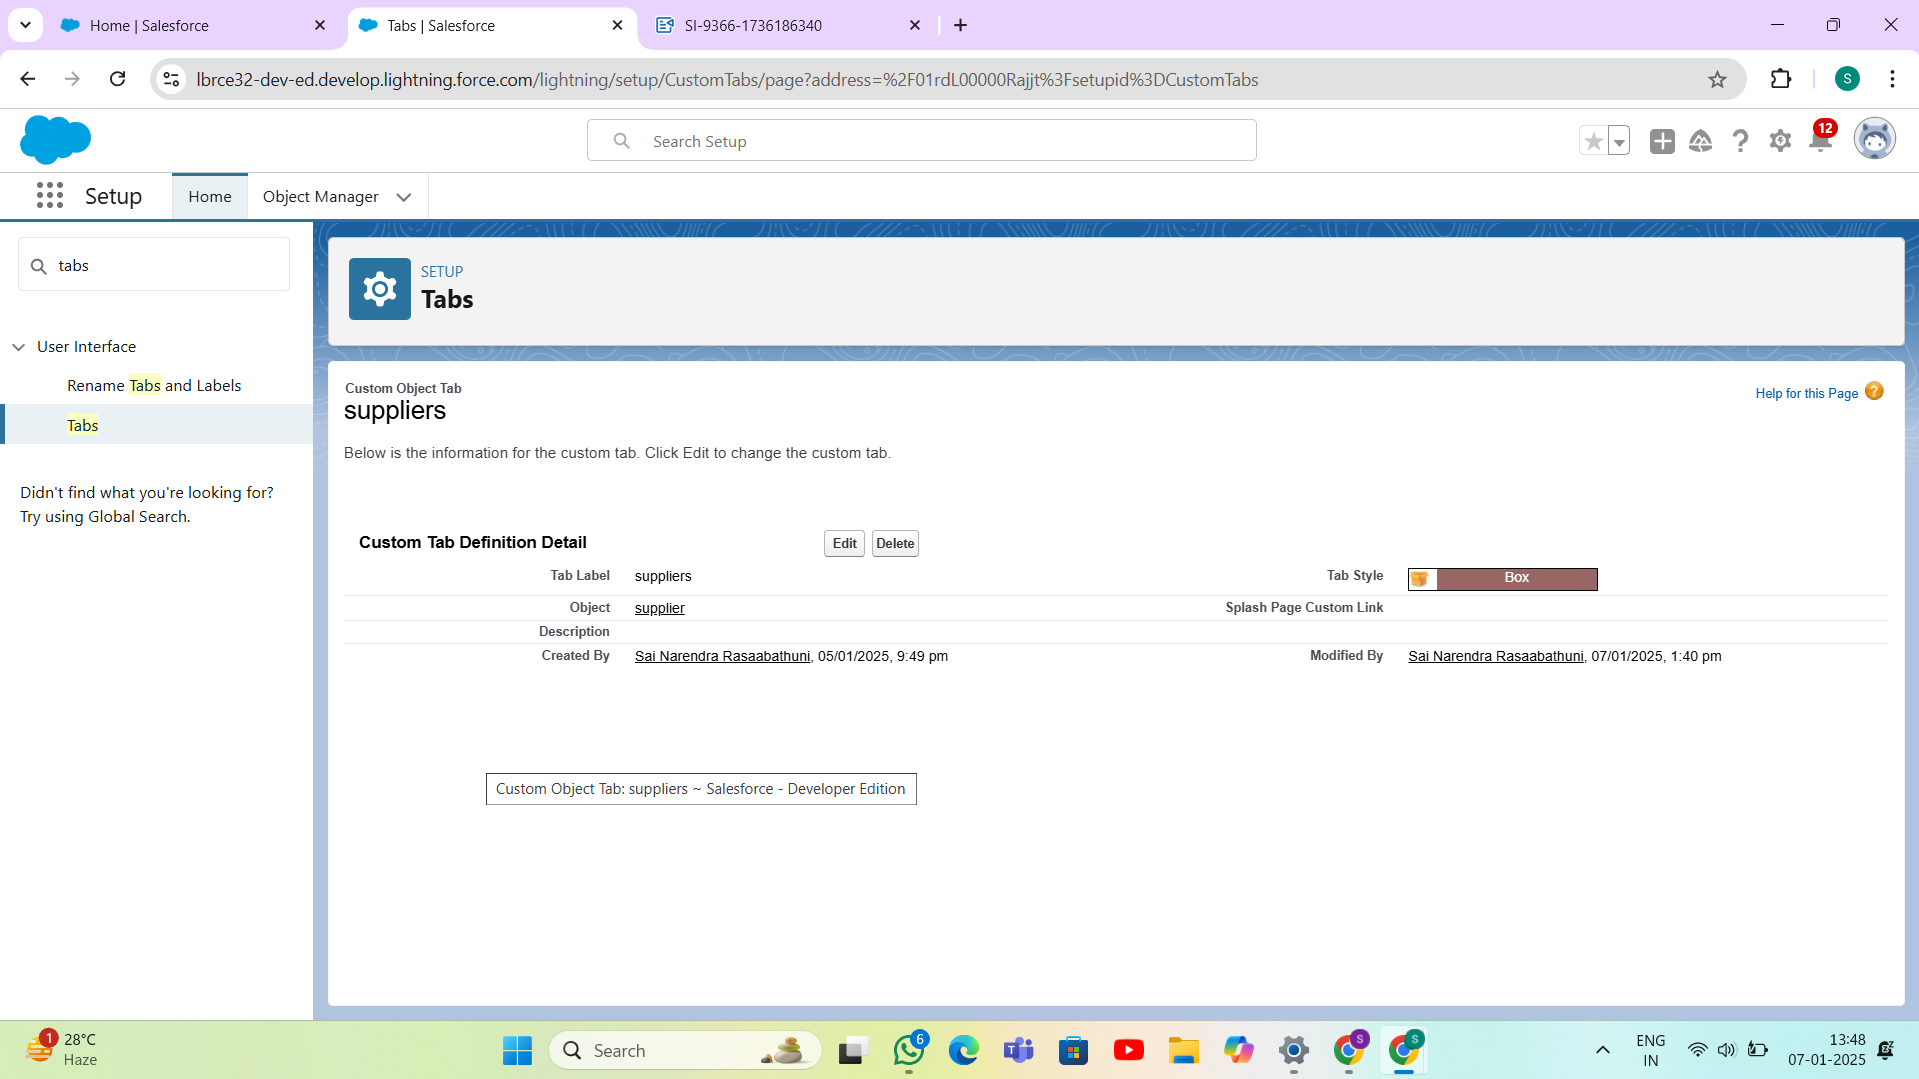 Home | Salesforce
Tabs | Salesforce
SI-9366-1736186340
lbrce32-dev-ed.develop.lightning.force.com/lightning/setup/CustomTabs/page?address=%2F01rdL00000Rajjt%3Fsetupid%3DCustomTabs
S
Search Setup
12
Setup
Home
Object Manager
tabs
User Interface
Rename Tabs and Labels
Tabs
Didn't find what you're looking for?
Try using Global Search.
SETUP
Tabs
Custom Object Tab
suppliers
Help for this Page ?
Below is the information for the custom tab. Click Edit to change the custom tab.
Custom Tab Definition Detail
Edit
Delete
Tab Label suppliers
Tab Style Box
Object supplier
Splash Page Custom Link
Description
Created By Sai Narendra Rasaabathuni, 05/01/2025, 9:49 pm
Modified By Sai Narendra Rasaabathuni, 07/01/2025, 1:40 pm
Custom Object Tab: suppliers ~ Salesforce - Developer Edition
1
28°C
Haze
Search
6
S
S
ENG
IN
13:48
07-01-2025